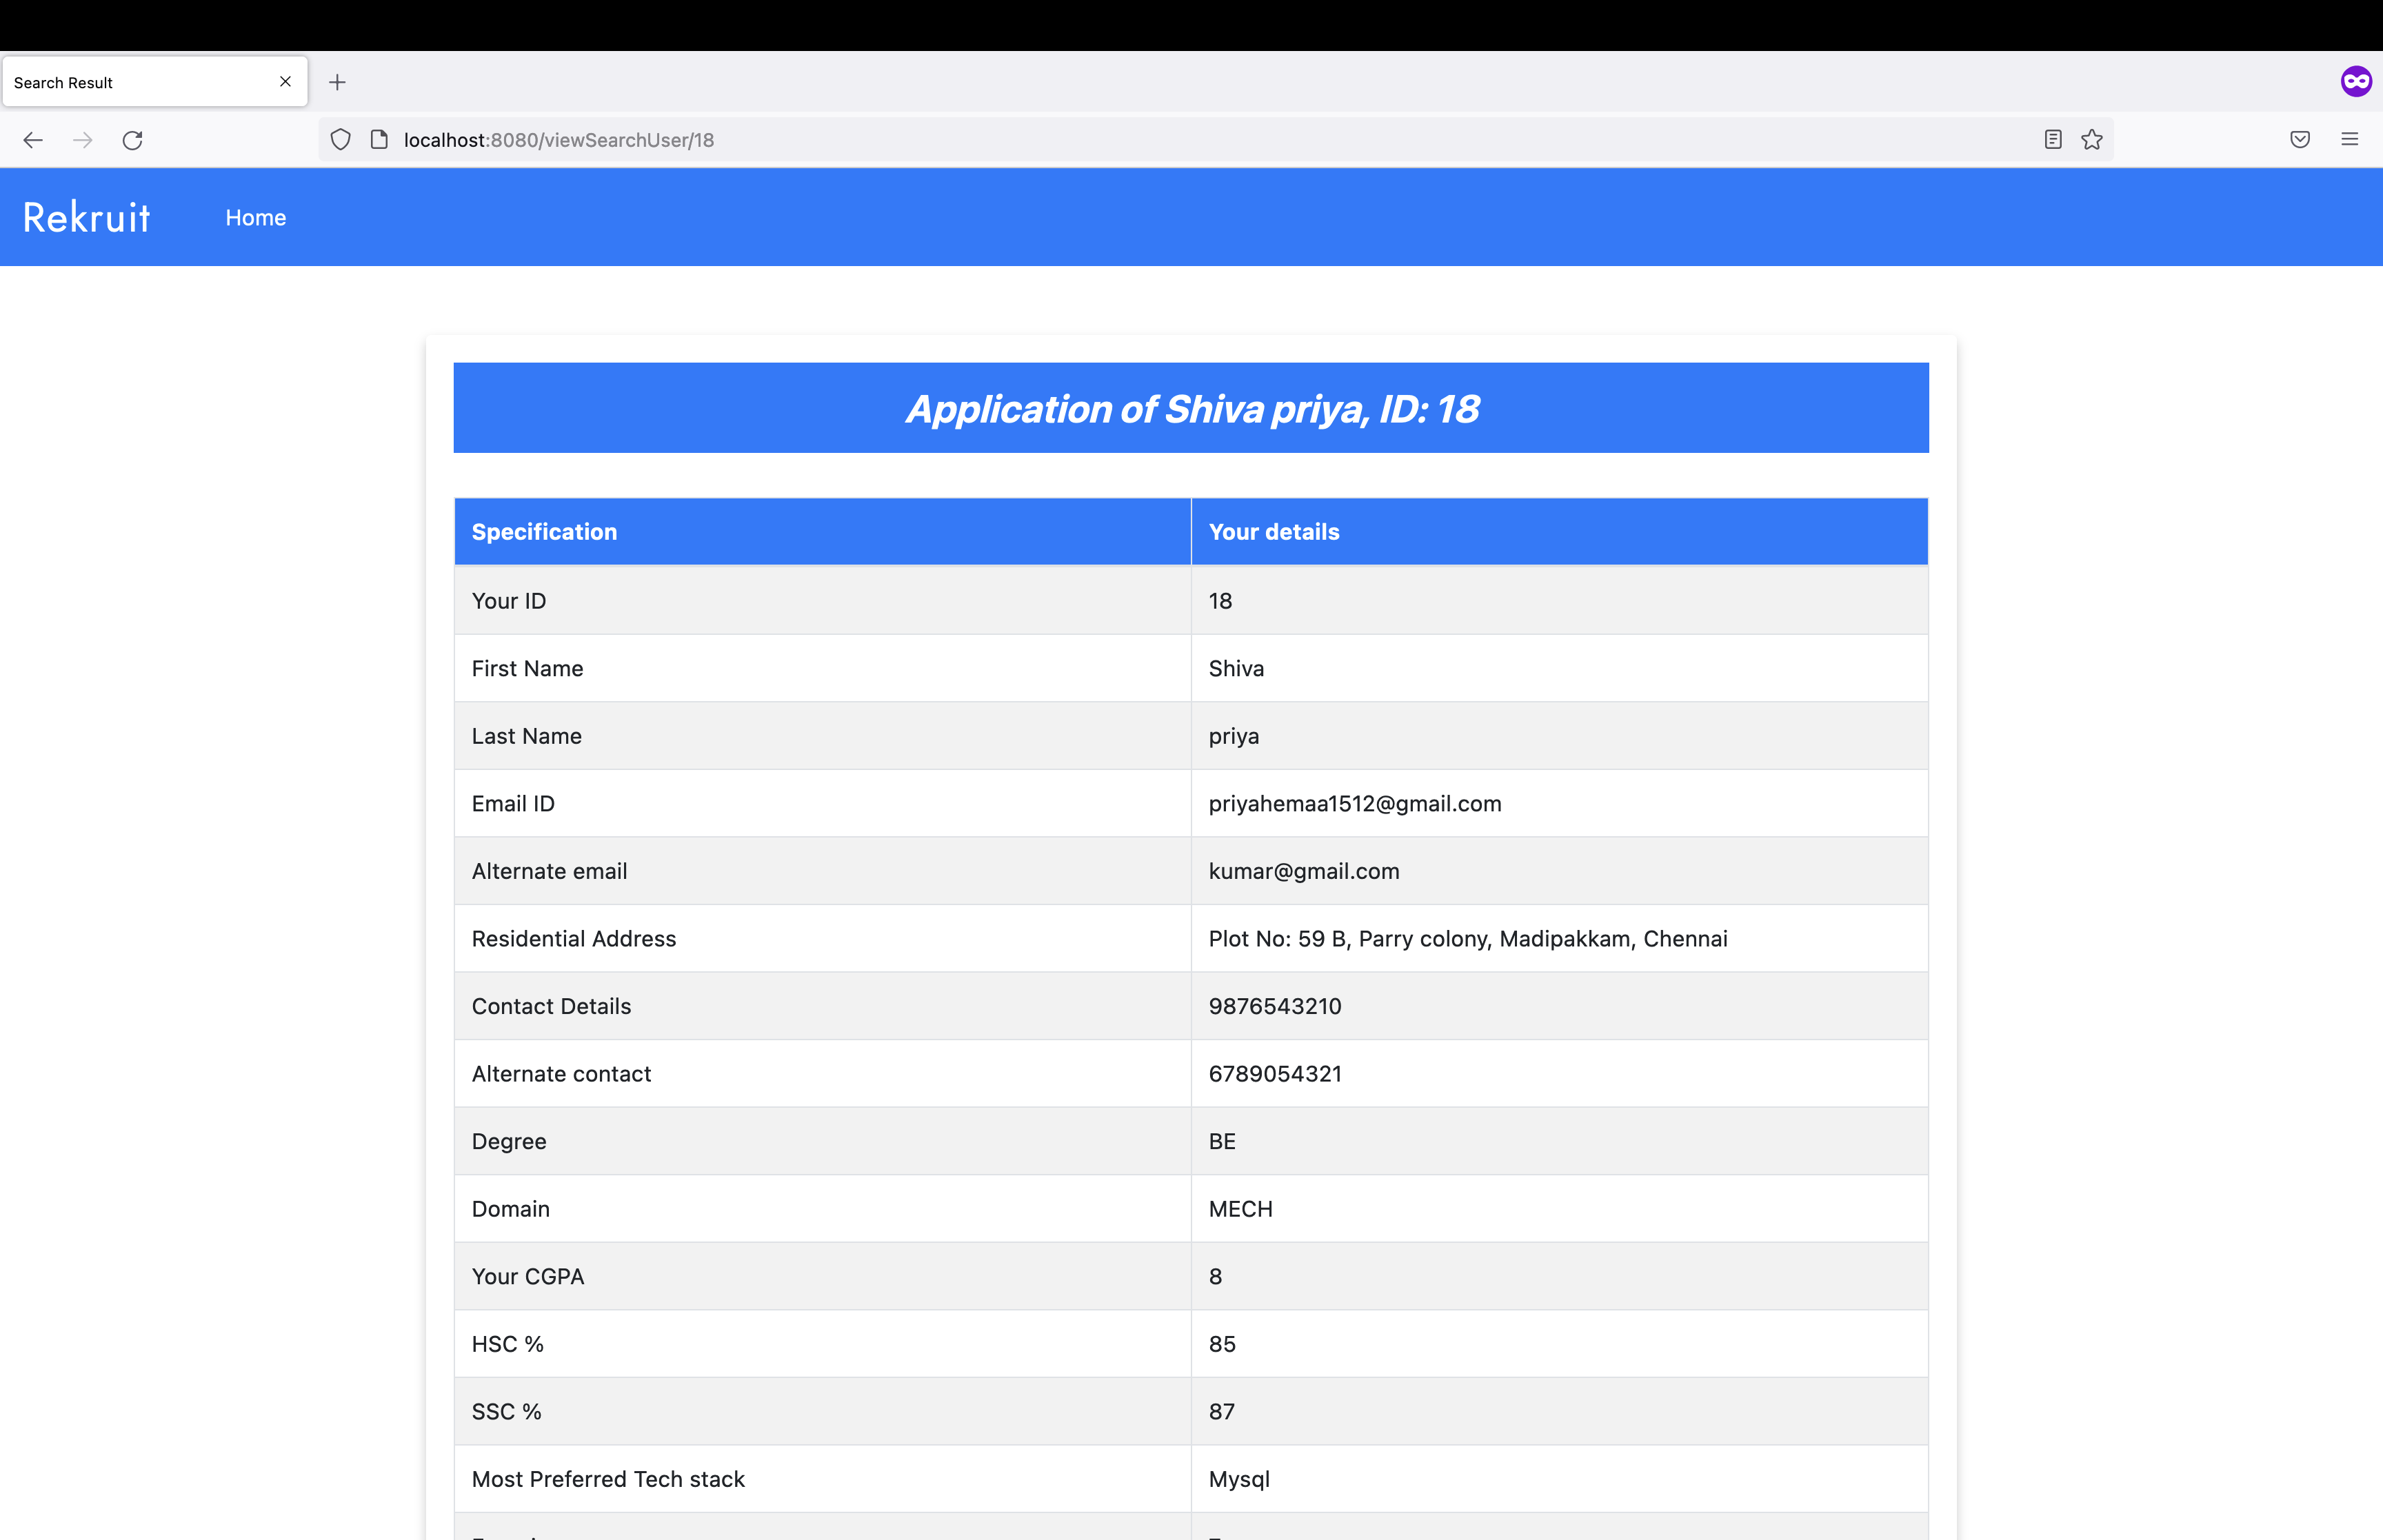 Search Result
localhost:8080/viewSearchUser/18
Rekruit Home
Application of Shiva priya, ID: 18
Specification Your details
Your ID 18
First Name Shiva
Last Name priya
Email ID priyahemaa1512@gmail.com
Alternate email kumar@gmail.com
Residential Address Plot No: 59 B, Parry colony, Madipakkam, Chennai
Contact Details 9876543210
Alternate contact 6789054321
Degree BE
Domain MECH
Your CGPA 8
HSC % 85
SSC % 87
Most Preferred Tech stack Mysql